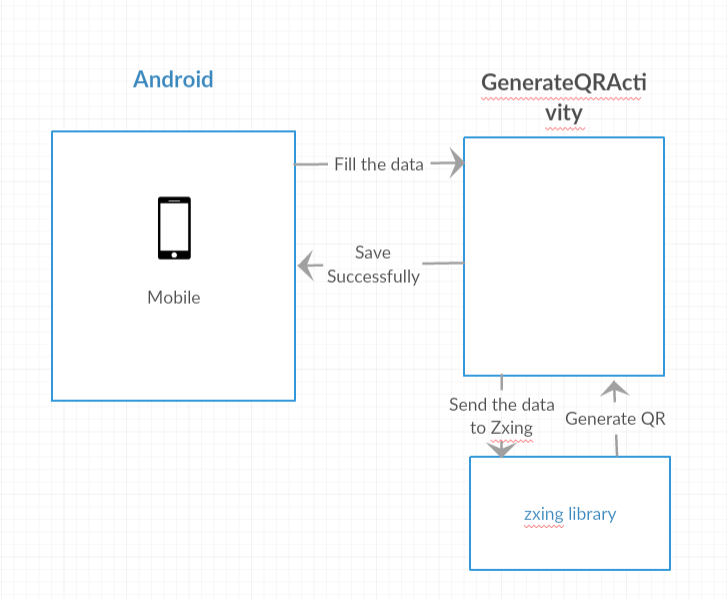 Android
GenerateQRActi
vity
Fill the data
Save
Successfully
Mobile
Send the data
to Zxing
Generate QR
zxing library